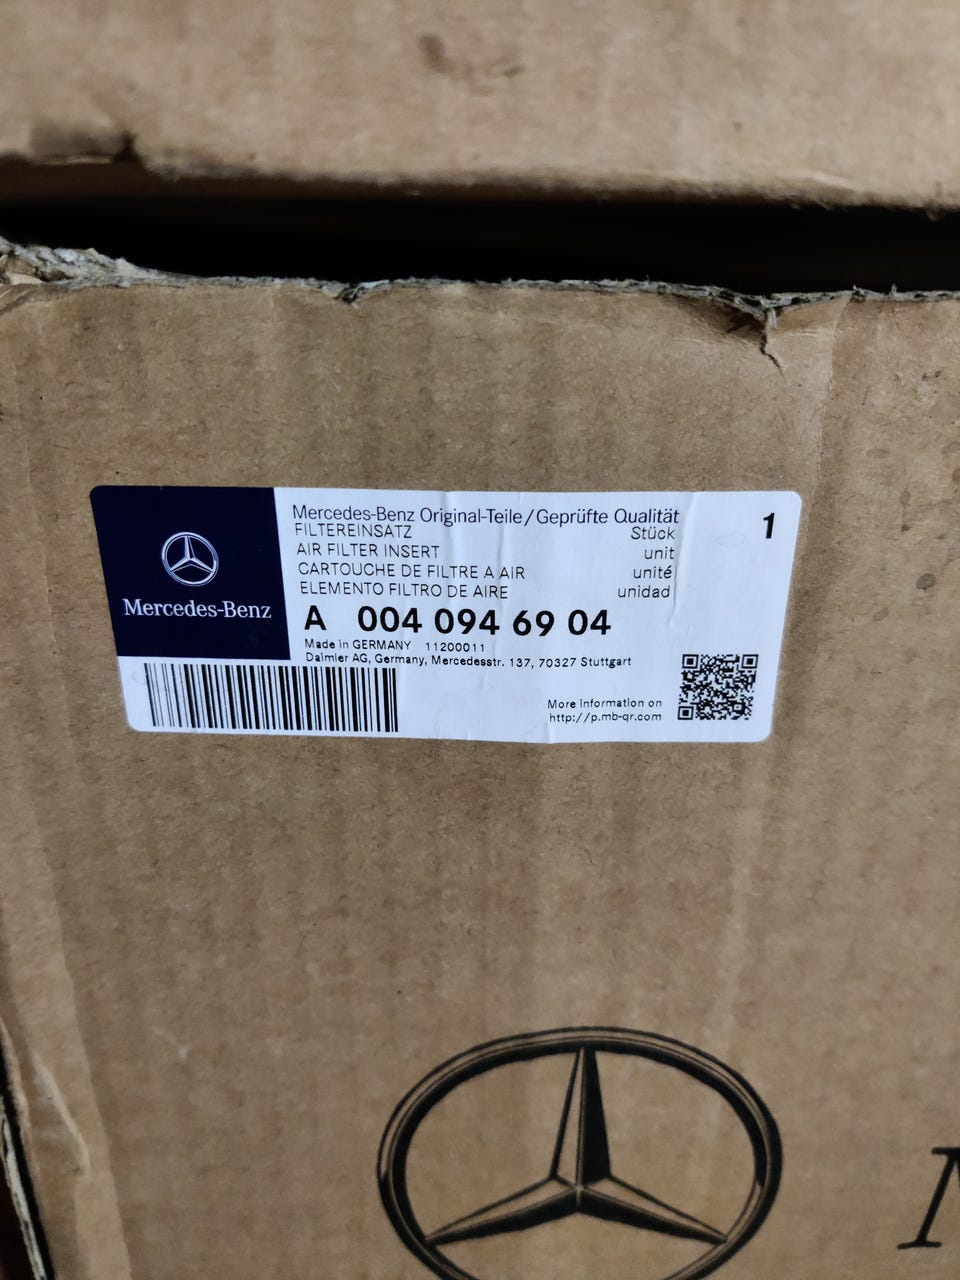 Mercedes-Benz Original-Teile/Geprüfte Qualität 1
FILTEREINSATZ Stück
AIR FILTER INSERT unit
CARTOUCHE DE FILTRE A AIR unité
ELEMENTO FILTRO DE AIRE unidad
Mercedes-Benz
A 004 094 69 04
Made in GERMANY 11200011
Daimler AG, Germany, Mercedesstr. 137, 70327 Stuttgart
More information on
http://p.mb-qr.com